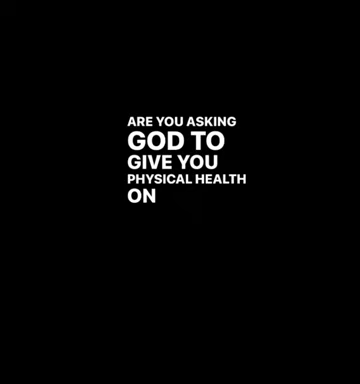 ARE YOU ASKING
GOD TO
GIVE YOU
PHYSICAL HEALTH
ON